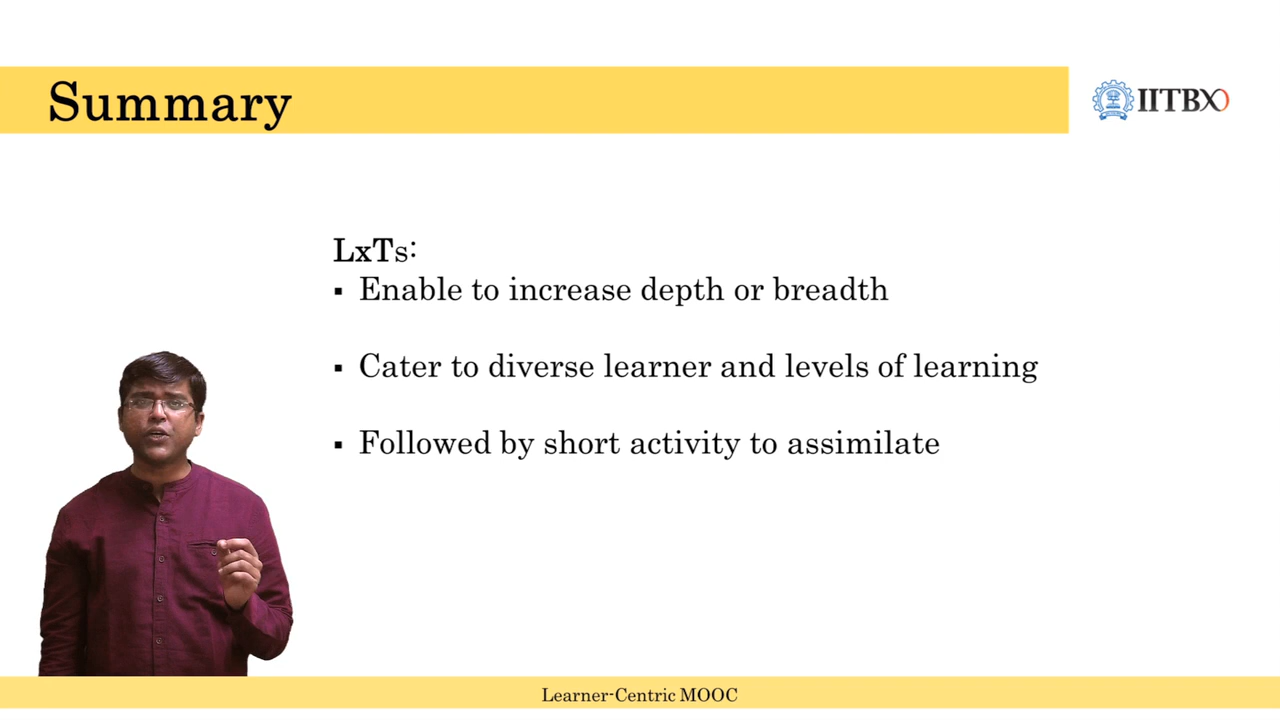 Summary
IITBX
LxTs:
▪ Enable to increase depth or breadth
▪ Cater to diverse learner and levels of learning
▪ Followed by short activity to assimilate
Learner-Centric MOOC